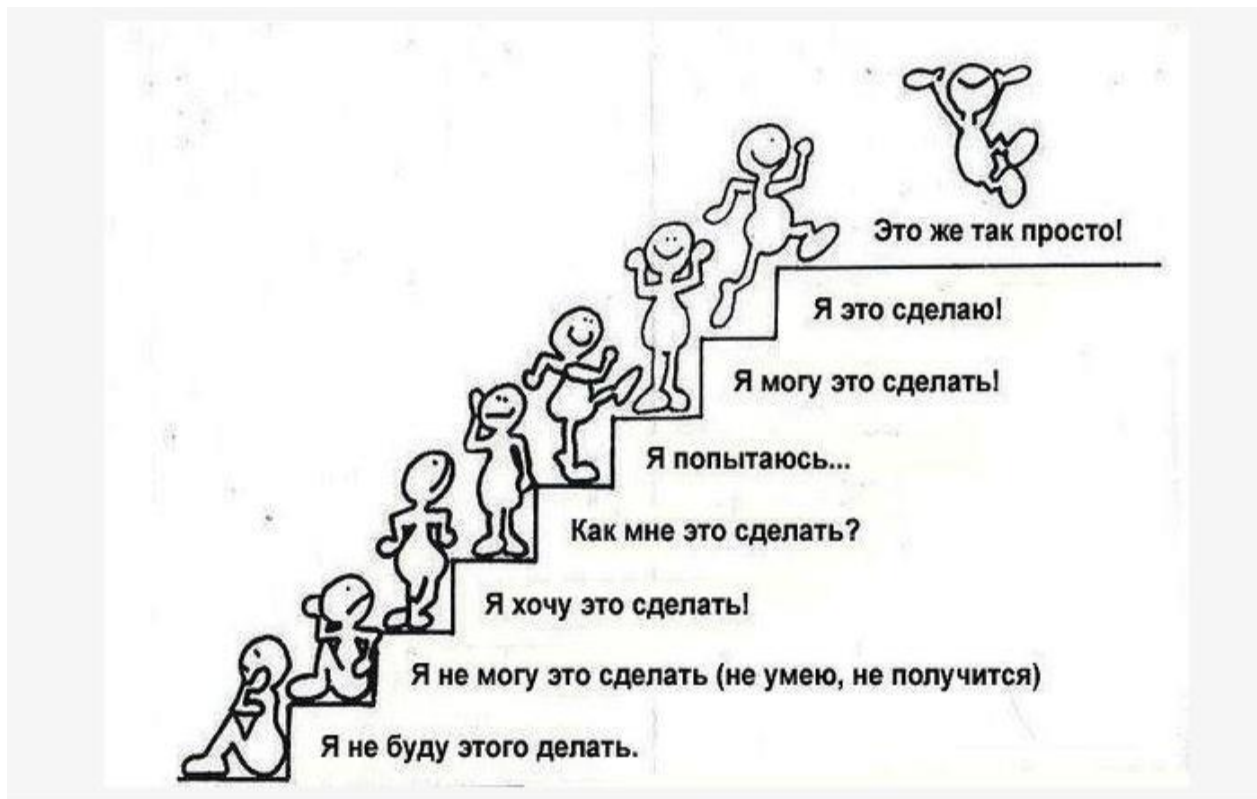 Это же так просто!
Я это сделаю!
Я могу это сделать!
Я попытаюсь...
Как мне это сделать?
Я хочу это сделать!
Я не могу это сделать (не умею, не получится)
Я не буду этого делать.